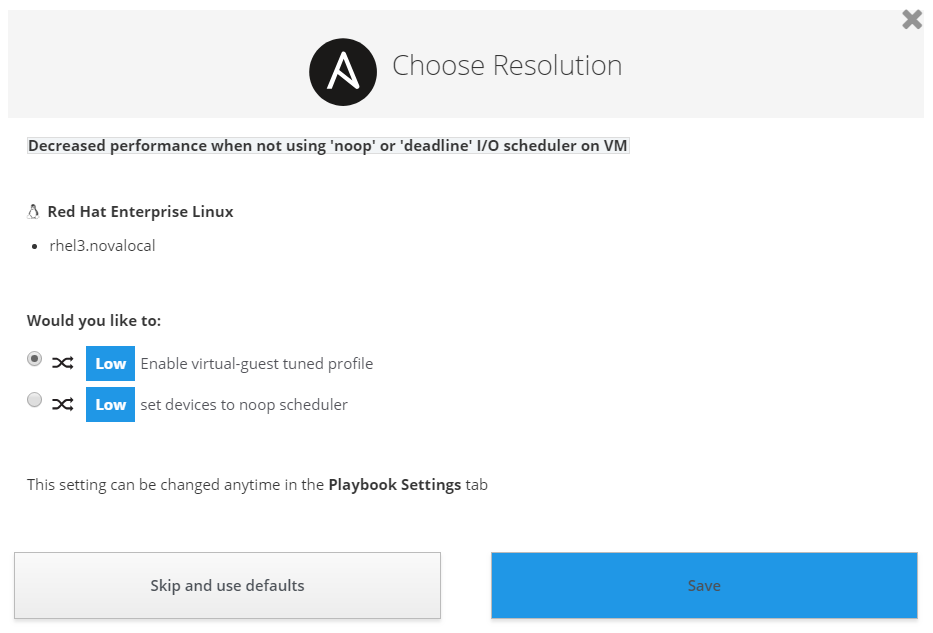 Choose Resolution
Decreased performance when not using 'noop' or 'deadline' I/O scheduler on VM
Red Hat Enterprise Linux
rhel3.novalocal
Would you like to:
Low Enable virtual-guest tuned profile
Low set devices to noop scheduler
This setting can be changed anytime in the Playbook Settings tab
Skip and use defaults
Save